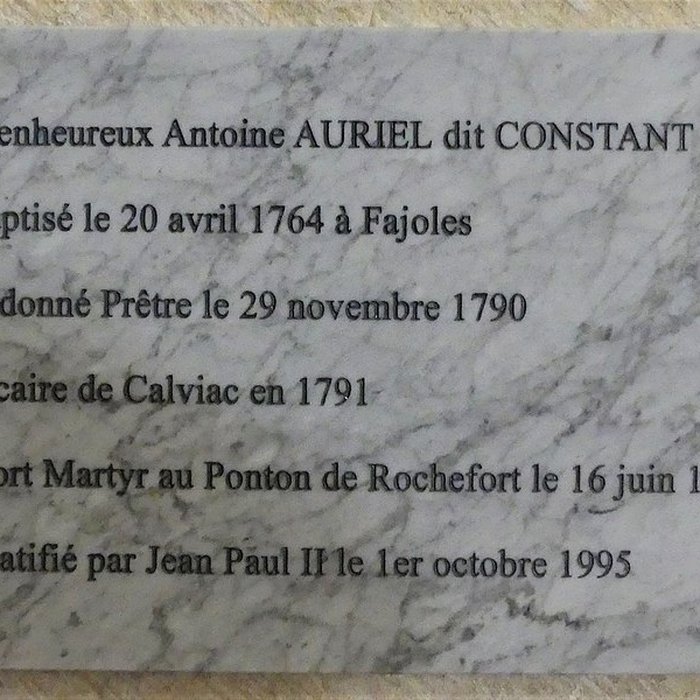 enheureux Antoine AURIEL dit CONSTANT
ptisé le 20 avril 1764 à Fajoles
donné Prêtre le 29 novembre 1790
caire de Calviac en 1791
ort Martyr au Ponton de Rochefort le 16 juin 1
atifié par Jean Paul II le 1er octobre 1995